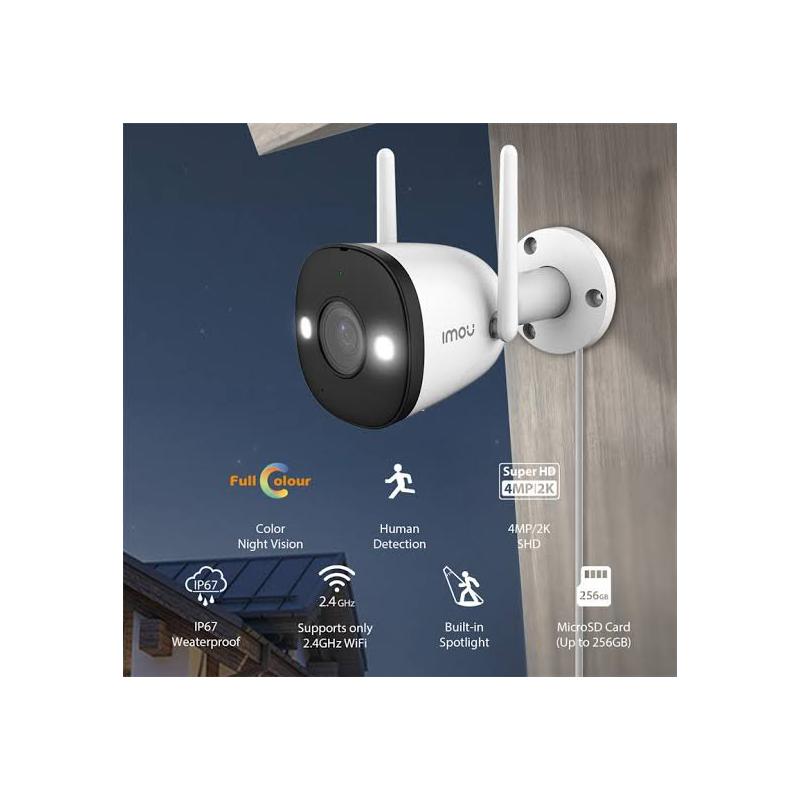 imou
Full Colour
Super HD
4MP|2K
Color
Night Vision
Human
Detection
4MP/2K
SHD
IP67
2.4GHz
256GB
IP67
Weaterproof
Supports only
2.4GHz WiFi
Built-in
Spotlight
MicroSD Card
(Up to 256GB)